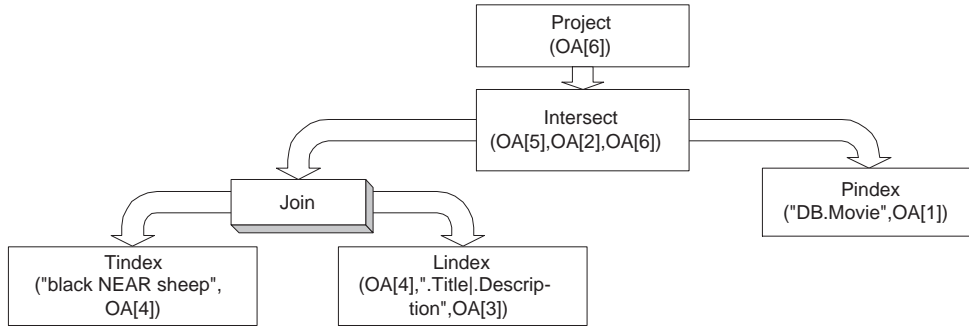 Project
(OA[6])
Intersect
(OA[5],OA[2],OA[6])
Join
Pindex
("DB.Movie",OA[1])
Tindex
("black NEAR sheep",
OA[4])
Lindex
(OA[4],".Title|.Descrip-
tion",OA[3])